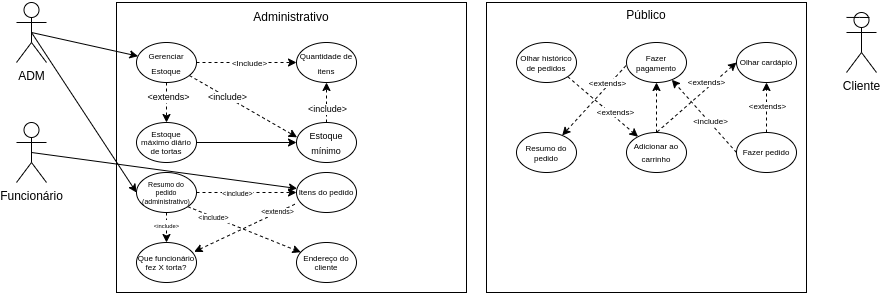 Administrativo
Público
ADM
Cliente
Funcionário
Gerenciar
Estoque
<include>
Quantidade de
itens
<extends>
<include>
<include>
Estoque
máximo diário
de tortas
Estoque
mínimo
Resumo do
pedido
(administrativo)
<include>
Itens do pedido
<extends>
<include>
<include>
Que funcionário
fez X torta?
Endereço do
cliente
Olhar histórico
de pedidos
Fazer
pagamento
Olhar cardápio
<extends>
<extends>
<extends>
<extends>
<include>
Resumo do
pedido
Adicionar ao
carrinho
Fazer pedido